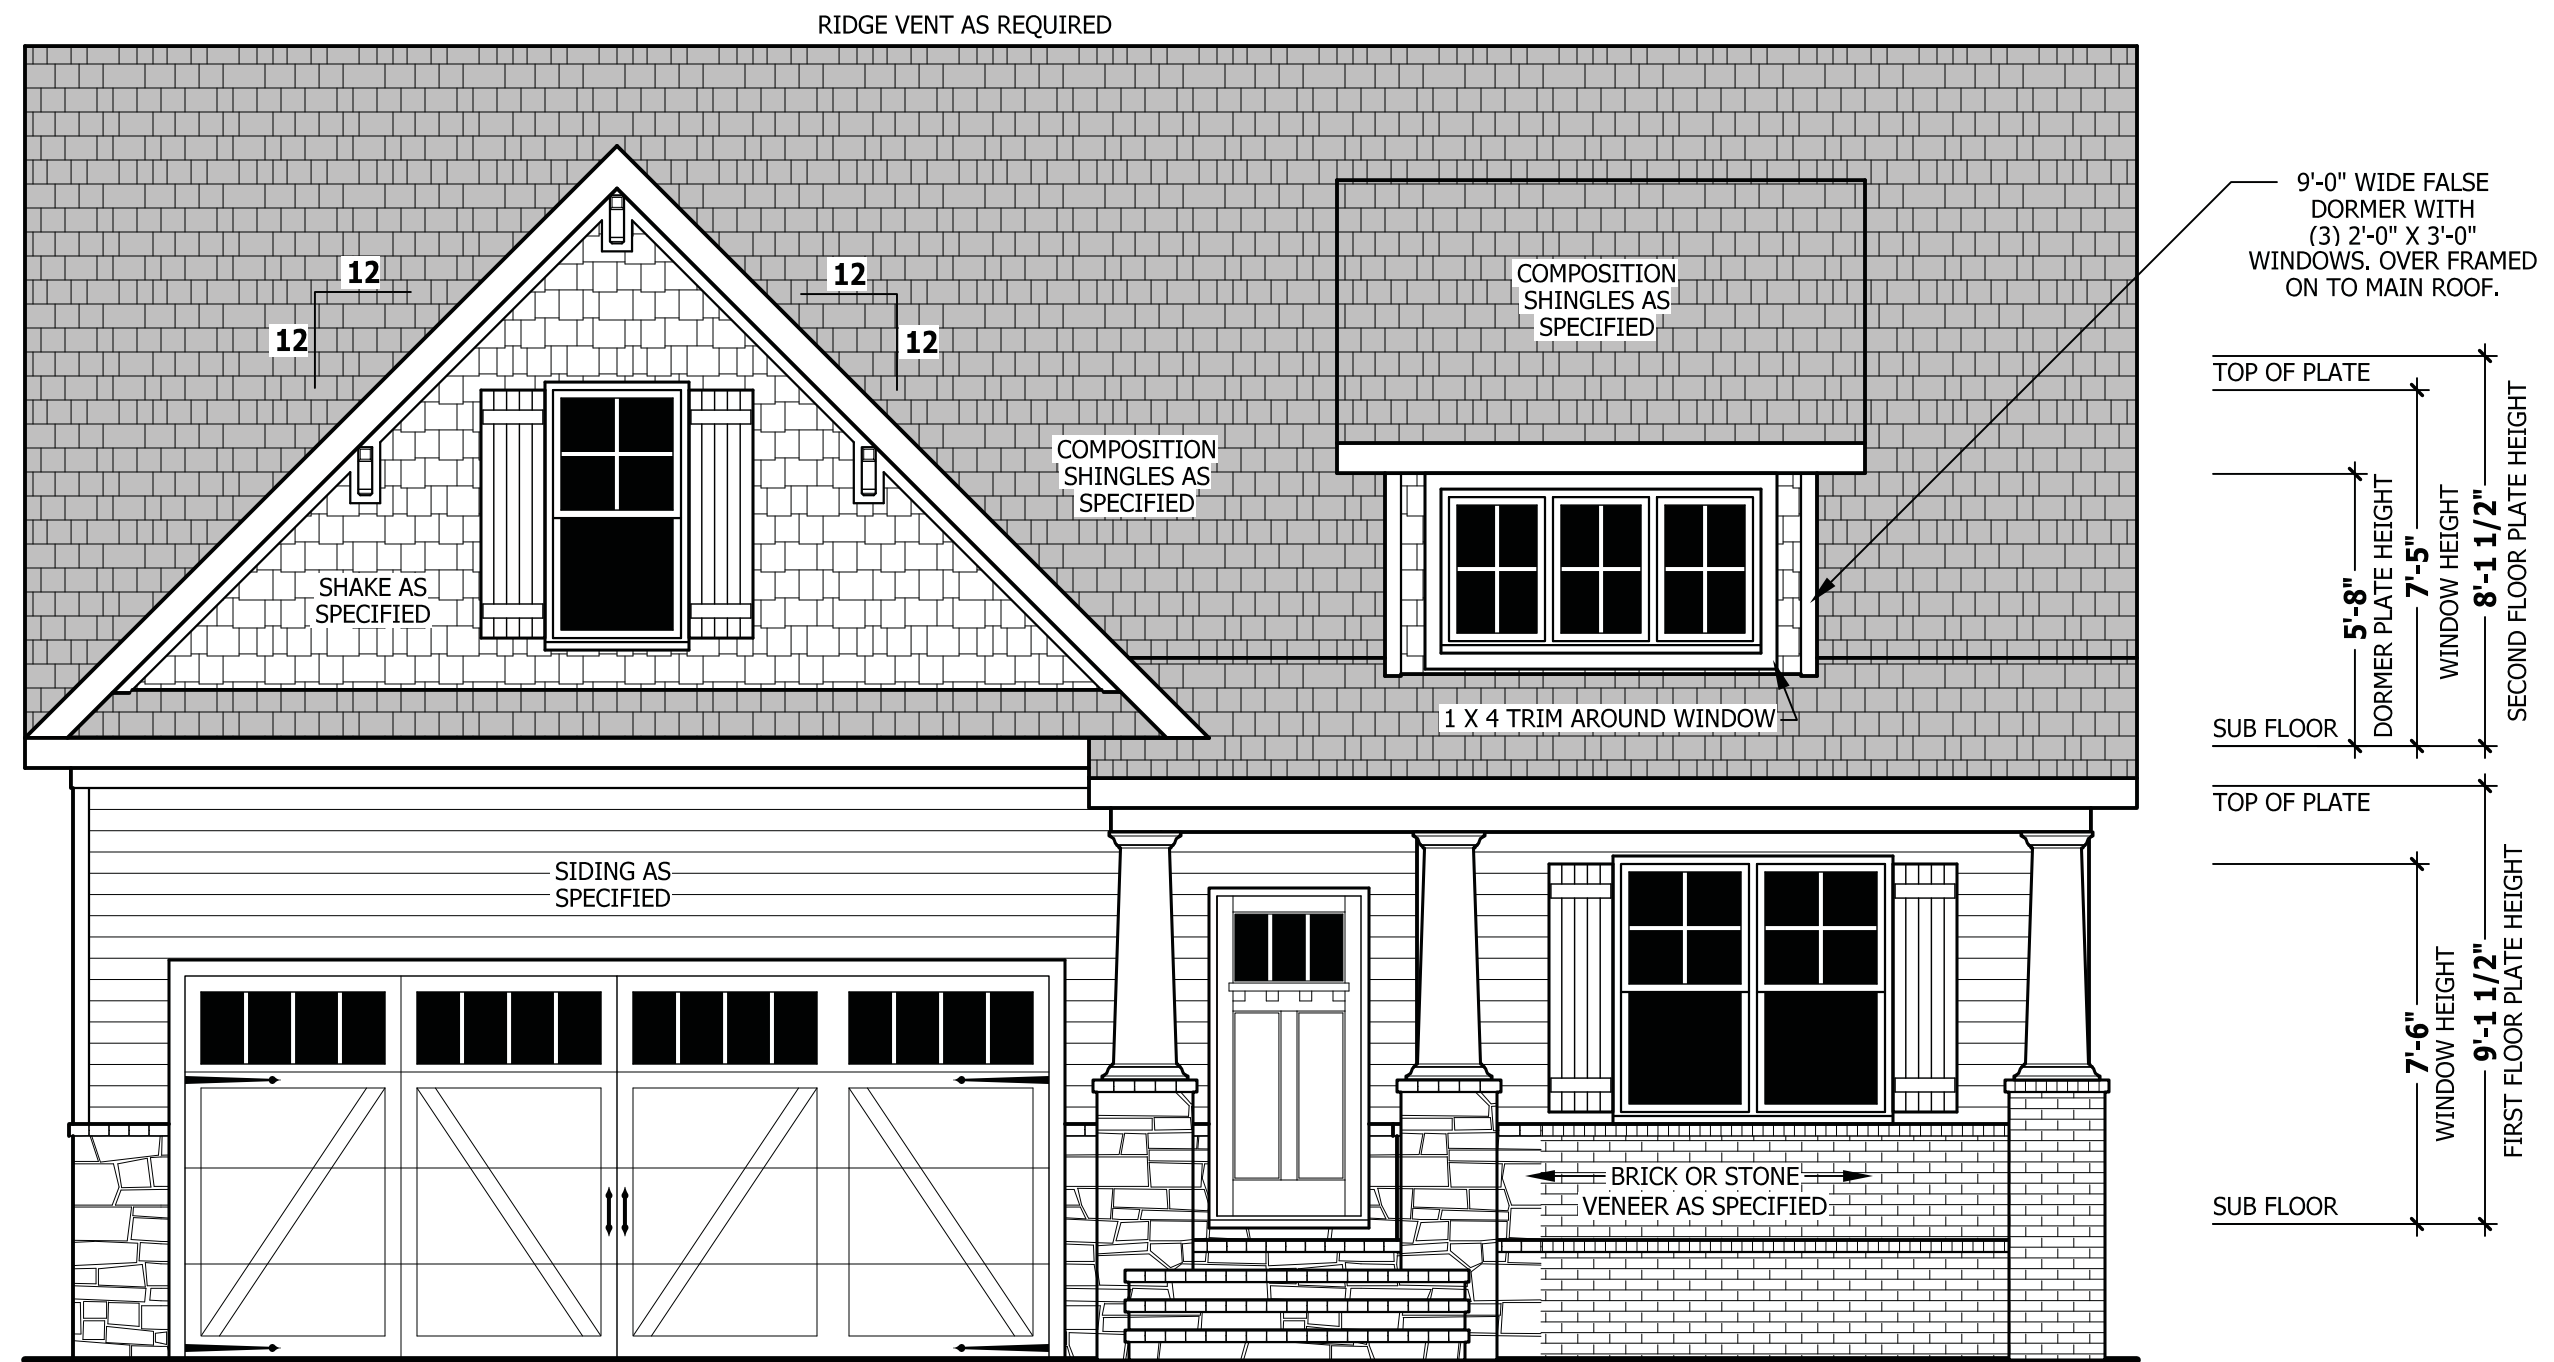 RIDGE VENT AS REQUIRED
9'-0" WIDE FALSE
DORMER WITH
(3) 2'-0" X 3'-0"
WINDOWS. OVER FRAMED
ON TO MAIN ROOF.
12
12
12
12
COMPOSITION
SHINGLES AS
SPECIFIED
COMPOSITION
SHINGLES AS
SPECIFIED
SHAKE AS
SPECIFIED
1 X 4 TRIM AROUND WINDOW
TOP OF PLATE
5'-8"
DORMER PLATE HEIGHT
7'-5"
WINDOW HEIGHT
8'-1 1/2"
SECOND FLOOR PLATE HEIGHT
SUB FLOOR
TOP OF PLATE
SIDING AS
SPECIFIED
7'-6"
WINDOW HEIGHT
9'-1 1/2"
FIRST FLOOR PLATE HEIGHT
BRICK OR STONE
VENEER AS SPECIFIED
SUB FLOOR